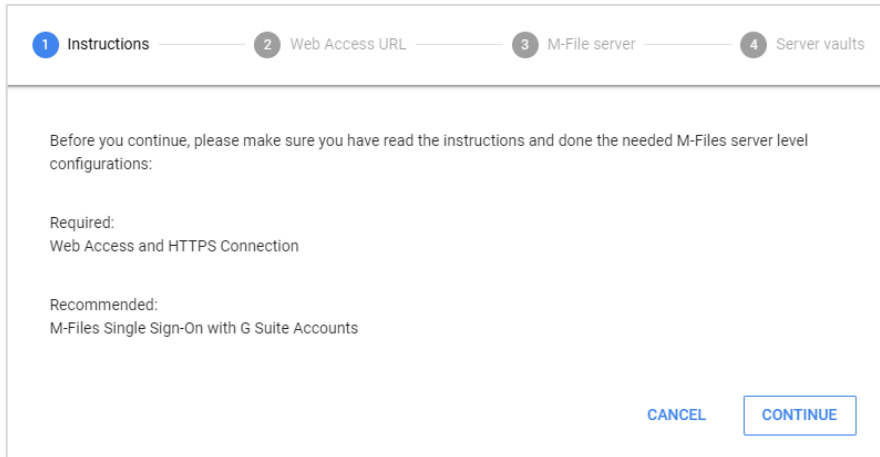 1 Instructions 2 Web Access URL 3 M-File server 4 Server vaults
Before you continue, please make sure you have read the instructions and done the needed M-Files server level
configurations:
Required:
Web Access and HTTPS Connection
Recommended:
M-Files Single Sign-On with G Suite Accounts
CANCEL CONTINUE